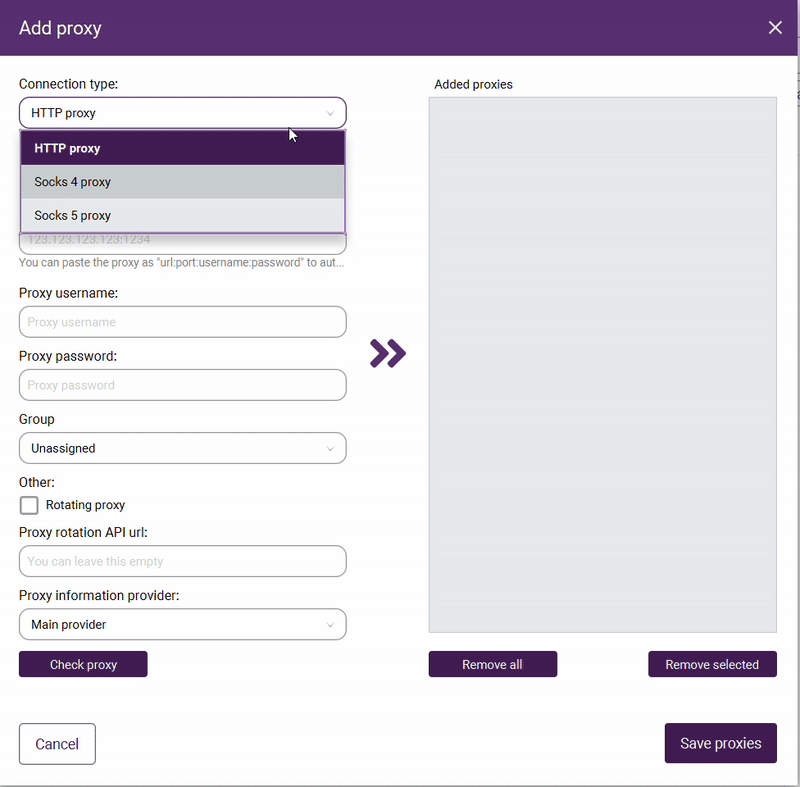 Add proxy
Connection type:
HTTP proxy
HTTP proxy
Socks 4 proxy
Socks 5 proxy
123.123.123.123:1234
You can paste the proxy as "url:port:username:password" to aut...
Proxy username:
Proxy username
Proxy password:
Proxy password
Group
Unassigned
Other:
Rotating proxy
Proxy rotation API url:
You can leave this empty
Proxy information provider:
Main provider
Check proxy
Cancel
Added proxies
Remove all
Remove selected
Save proxies